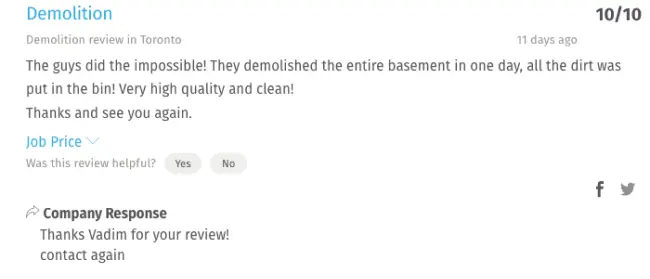 Demolition 10/10
Demolition review in Toronto 11 days ago
The guys did the impossible! They demolished the entire basement in one day, all the dirt was
put in the bin! Very high quality and clean!
Thanks and see you again.
Job Price
Was this review helpful? Yes No
Company Response
Thanks Vadim for your review!
contact again